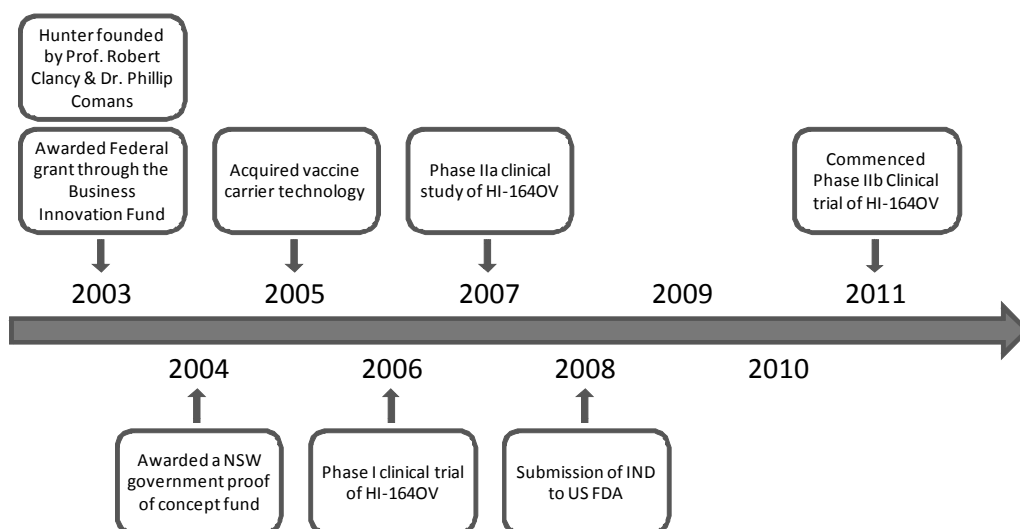 Hunter founded
by Prof. Robert
Clancy & Dr. Phillip
Comans
Awarded Federal
grant through the
Business
Innovation Fund
Acquired vaccine
carrier technology
Phase IIa clinical
study of HI-164OV
Commenced
Phase IIb Clinical
trial of HI-164OV
2003
2005
2007
2009
2011
2004
2006
2008
2010
Awarded a NSW
government proof
of concept fund
Phase I clinical trial
of HI-164OV
Submission of IND
to US FDA